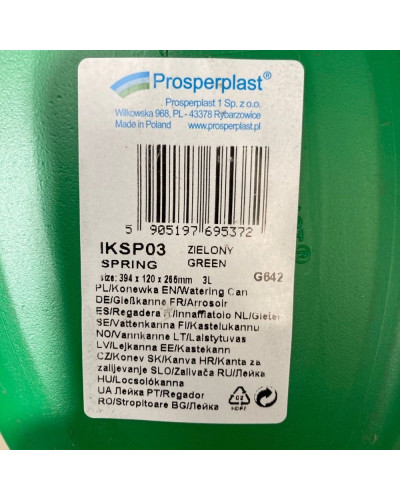 Prosperplast®
Prosperplast 1 Sp. z o.o.
Wilkowska 968, PL - 43378 Rybarzowice
Made in Poland www.prosperplast.pl
5 905197 695372
IKSP03 ZIELONY
SPRING GREEN
size: 394 x 120 x 266mm 3L G642
PL/Konewka EN/Watering Can
DE/Gießkanne FR/Arrosoir
ES/Regadera IT/Innaffiatoio NL/Gieter
SE/Vattenkanna FI/Kastelukannu
NO/Vannkanne LT/Laistytuvas
LV/Lejkanna EE/Kastekann
CZ/Konev SK/Kanva HR/Kanta za
zalijevanje SLO/Zalivača RU/Лейка
HU/Locsolókanna
UA Лейка PT/Regador
RO/Stropitoare BG/Лейка
02
HDPE